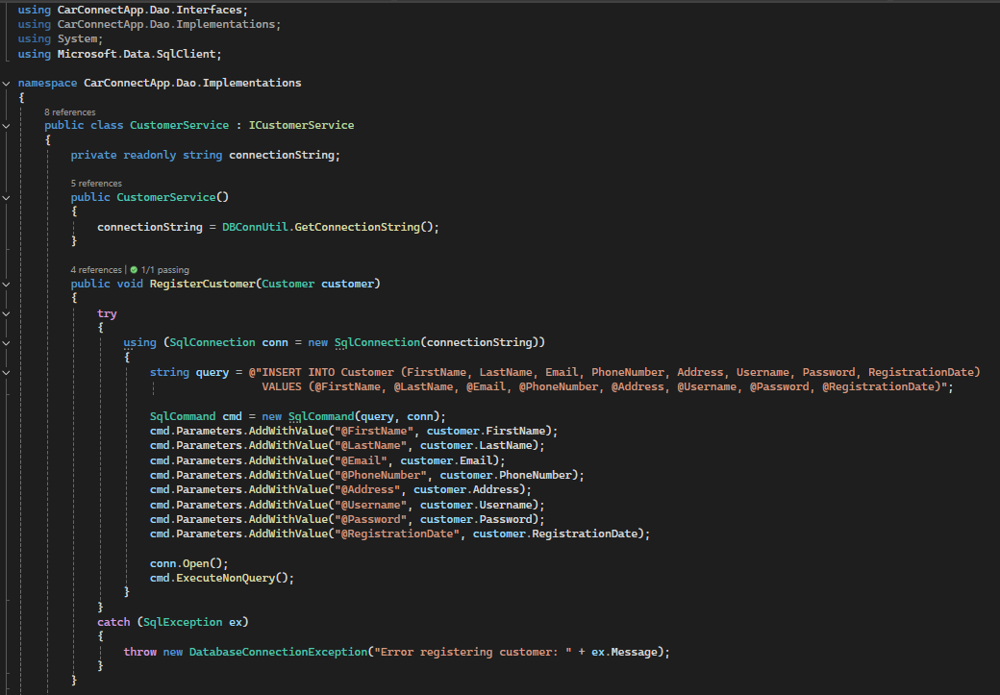 using CarConnectApp.Dao.Interfaces;
using CarConnectApp.Dao.Implementations;
using System;
using Microsoft.Data.SqlClient;
namespace CarConnectApp.Dao.Implementations
{
8 references
public class CustomerService : ICustomerService
{
private readonly string connectionString;
5 references
public CustomerService()
{
connectionString = DBConnUtil.GetConnectionString();
}
4 references | 1/1 passing
public void RegisterCustomer(Customer customer)
{
try
{
using (SqlConnection conn = new SqlConnection(connectionString))
{
string query = @"INSERT INTO Customer (FirstName, LastName, Email, PhoneNumber, Address, Username, Password, RegistrationDate)
VALUES (@FirstName, @LastName, @Email, @PhoneNumber, @Address, @Username, @Password, @RegistrationDate)";
SqlCommand cmd = new SqlCommand(query, conn);
cmd.Parameters.AddWithValue("@FirstName", customer.FirstName);
cmd.Parameters.AddWithValue("@LastName", customer.LastName);
cmd.Parameters.AddWithValue("@Email", customer.Email);
cmd.Parameters.AddWithValue("@PhoneNumber", customer.PhoneNumber);
cmd.Parameters.AddWithValue("@Address", customer.Address);
cmd.Parameters.AddWithValue("@Username", customer.Username);
cmd.Parameters.AddWithValue("@Password", customer.Password);
cmd.Parameters.AddWithValue("@RegistrationDate", customer.RegistrationDate);
conn.Open();
cmd.ExecuteNonQuery();
}
}
catch (SqlException ex)
{
throw new DatabaseConnectionException("Error registering customer: " + ex.Message);
}
}